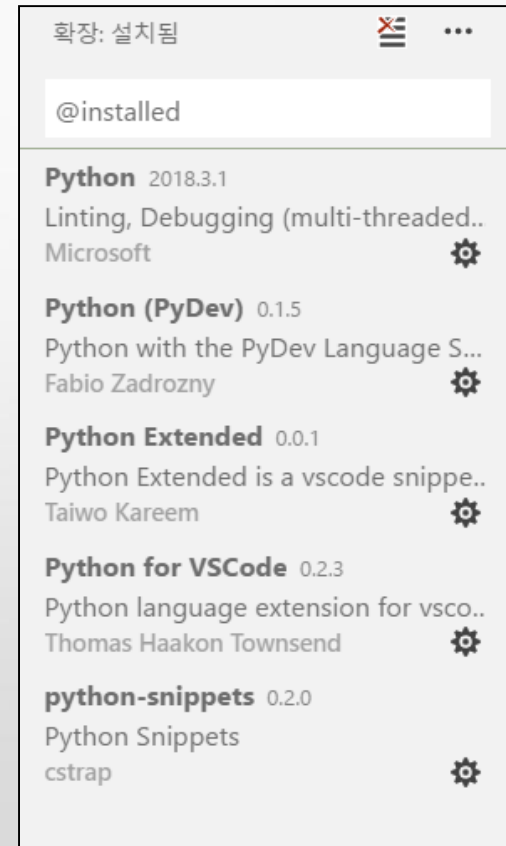 확장: 설치됨
@installed
Python 2018.3.1
Linting, Debugging (multi-threaded..
Microsoft
Python (PyDev) 0.1.5
Python with the PyDev Language S...
Fabio Zadrozny
Python Extended 0.0.1
Python Extended is a vscode snippe..
Taiwo Kareem
Python for VSCode 0.2.3
Python language extension for vsco..
Thomas Haakon Townsend
python-snippets 0.2.0
Python Snippets
cstrap